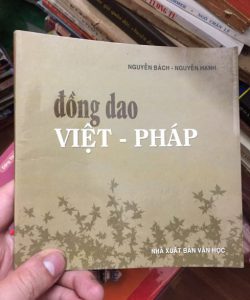 NGUYỄN BÁCH - NGUYỄN HẠNH
đồng dao
VIỆT - PHÁP
NHÀ XUẤT BẢN VĂN HỌC